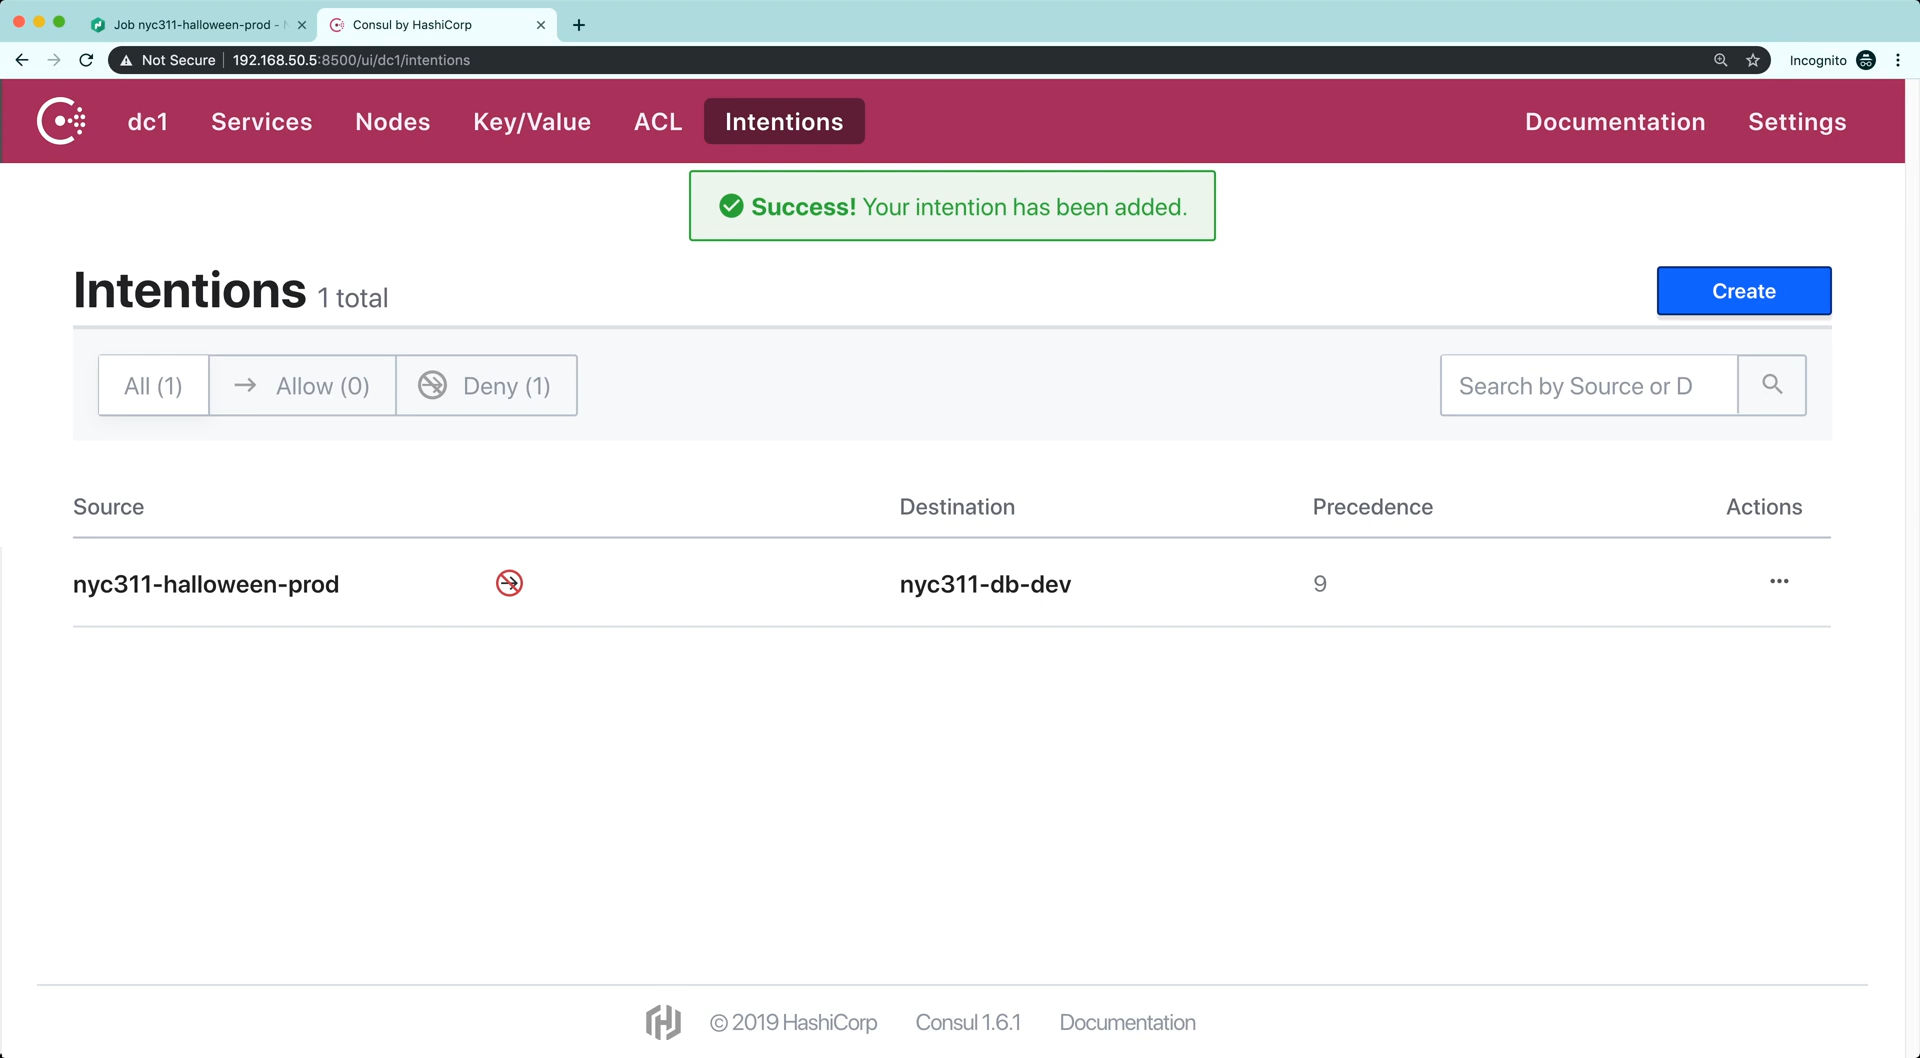 Job nyc311-halloween-prod -
Consul by HashiCorp
Not Secure 192.168.50.5:8500/ui/dc1/intentions
Incognito
dc1 Services Nodes Key/Value ACL Intentions Documentation Settings
Success! Your intention has been added.
Intentions 1 total
Create
All (1) Allow (0) Deny (1)
Search by Source or D
Source Destination Precedence Actions
nyc311-halloween-prod nyc311-db-dev 9
© 2019 HashiCorp Consul 1.6.1 Documentation